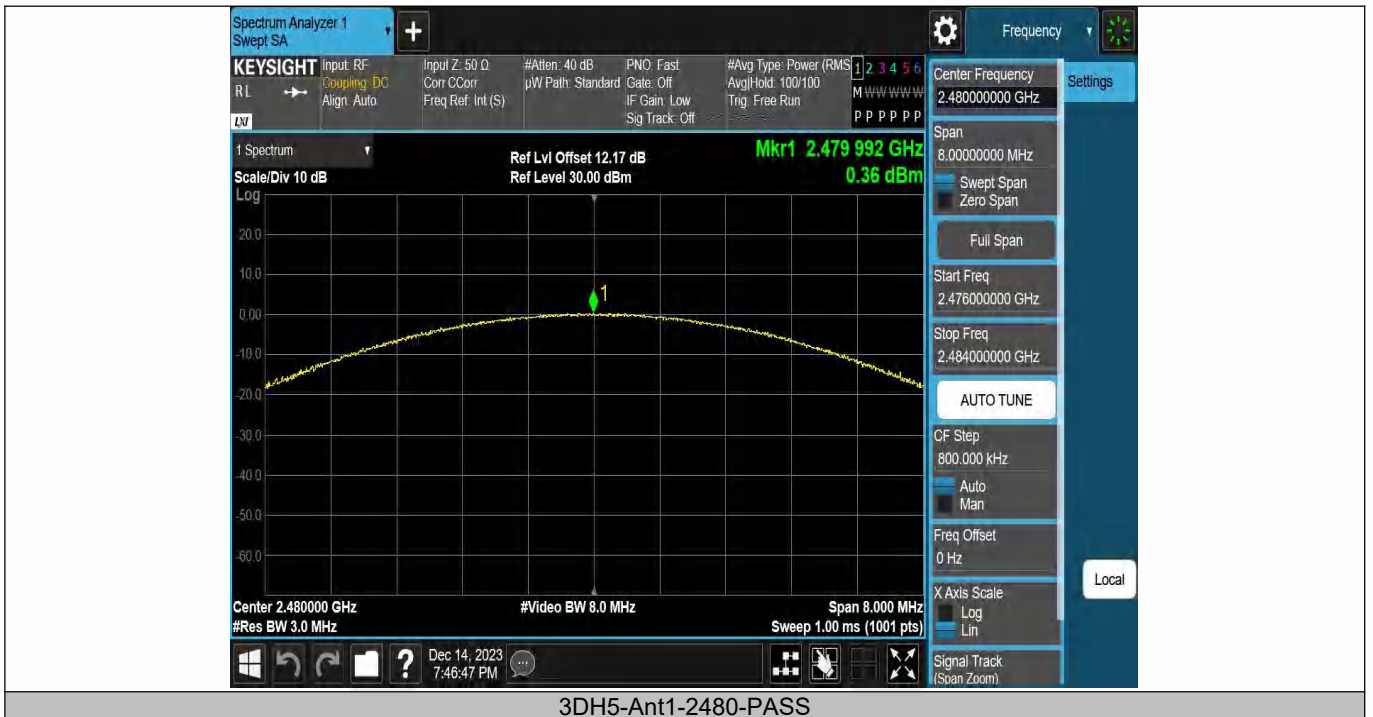 Spectrum Analyzer 1
Swept SA
+
Frequency
KEYSIGHT
RL
LXI
Input: RF
Coupling: DC
Align: Auto
Input Z: 50 Ω
Corr CCorr
Freq Ref: Int (S)
#Atten: 40 dB
µW Path: Standard
PNO: Fast
Gate: Off
IF Gain: Low
Sig Track: Off
#Avg Type: Power (RMS
Avg|Hold: 100/100
Trig: Free Run
1 2 3 4 5 6
M W W W W W
P P P P P P
1 Spectrum
Scale/Div 10 dB
Ref Lvl Offset 12.17 dB
Ref Level 30.00 dBm
Mkr1 2.479 992 GHz
0.36 dBm
Log
20.0
10.0
0.00
-10.0
-20.0
-30.0
-40.0
-50.0
-60.0
1
Center 2.480000 GHz
#Video BW 8.0 MHz
Span 8.000 MHz
#Res BW 3.0 MHz
Sweep 1.00 ms (1001 pts)
Center Frequency
2.480000000 GHz
Settings
Span
8.00000000 MHz
Swept Span
Zero Span
Full Span
Start Freq
2.476000000 GHz
Stop Freq
2.484000000 GHz
AUTO TUNE
CF Step
800.000 kHz
Auto
Man
Freq Offset
0 Hz
X Axis Scale
Log
Lin
Local
Signal Track
(Span Zoom)
?
Dec 14, 2023
7:46:47 PM
3DH5-Ant1-2480-PASS